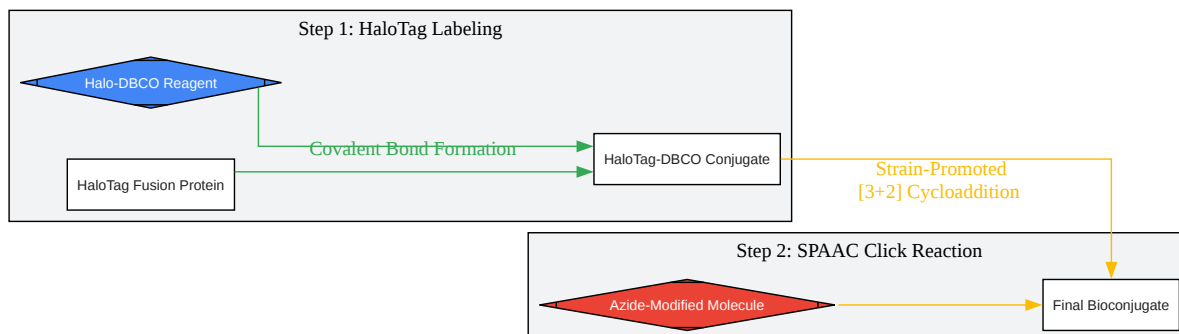 Step 1: HaloTag Labeling
Halo-DBCO Reagent
Covalent Bond Formation
HaloTag-DBCO Conjugate
HaloTag Fusion Protein
Strain-Promoted
[3+2] Cycloaddition
Step 2: SPAAC Click Reaction
Azide-Modified Molecule
Final Bioconjugate